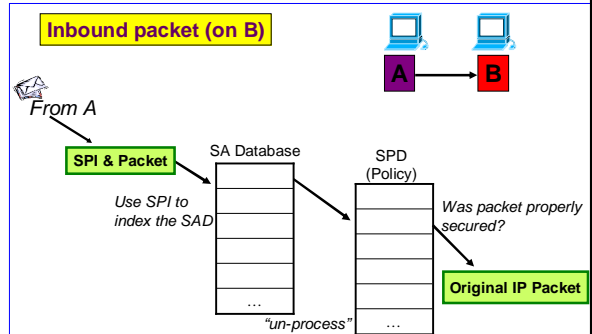 Inbound packet (on B)
A
B
From A
SPI & Packet
SA Database
SPD
(Policy)
Use SPI to
index the SAD
Was packet properly
secured?
Original IP Packet
…
"un-process"
…